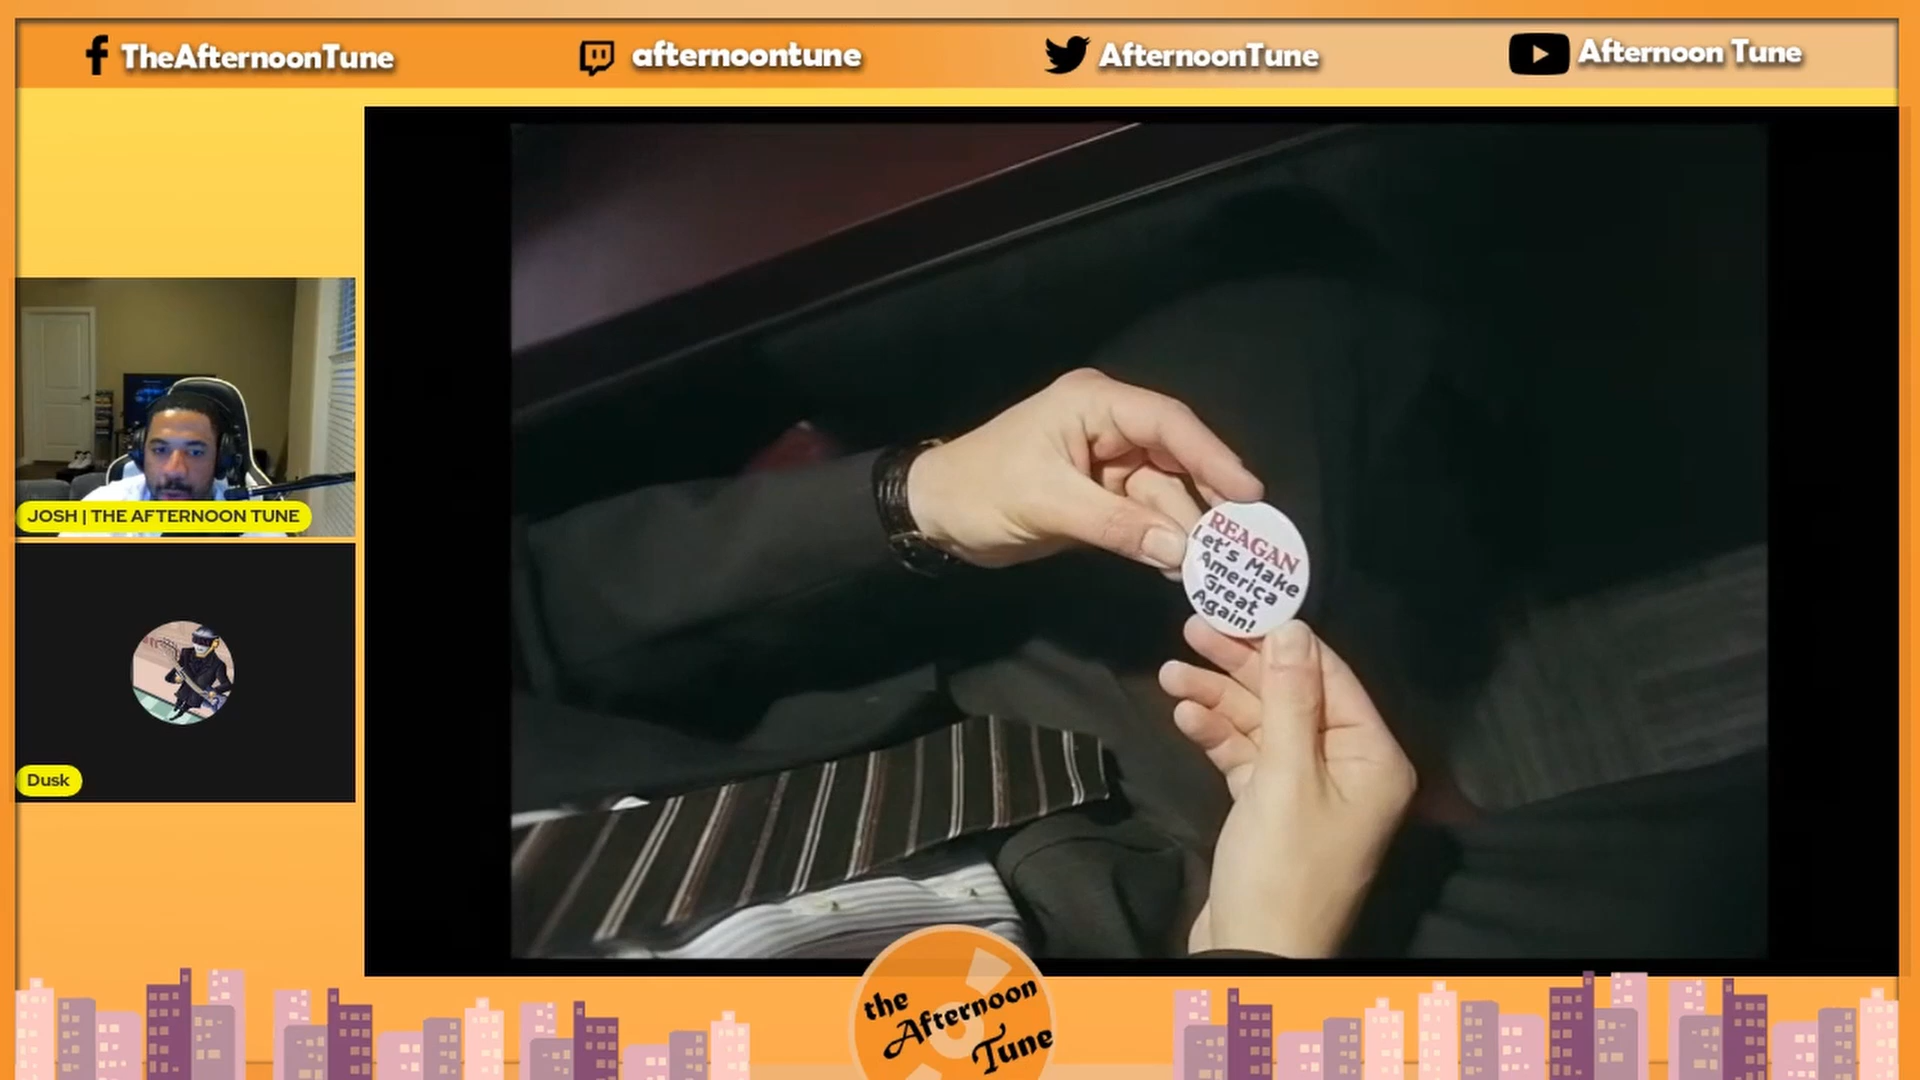 TheAfternoonTune
afternoontune
AfternoonTune
Afternoon Tune
JOSH | THE AFTERNOON TUNE
Dusk
REAGAN
Let's Make
America
Great
Again!
the
Afternoon
Tune